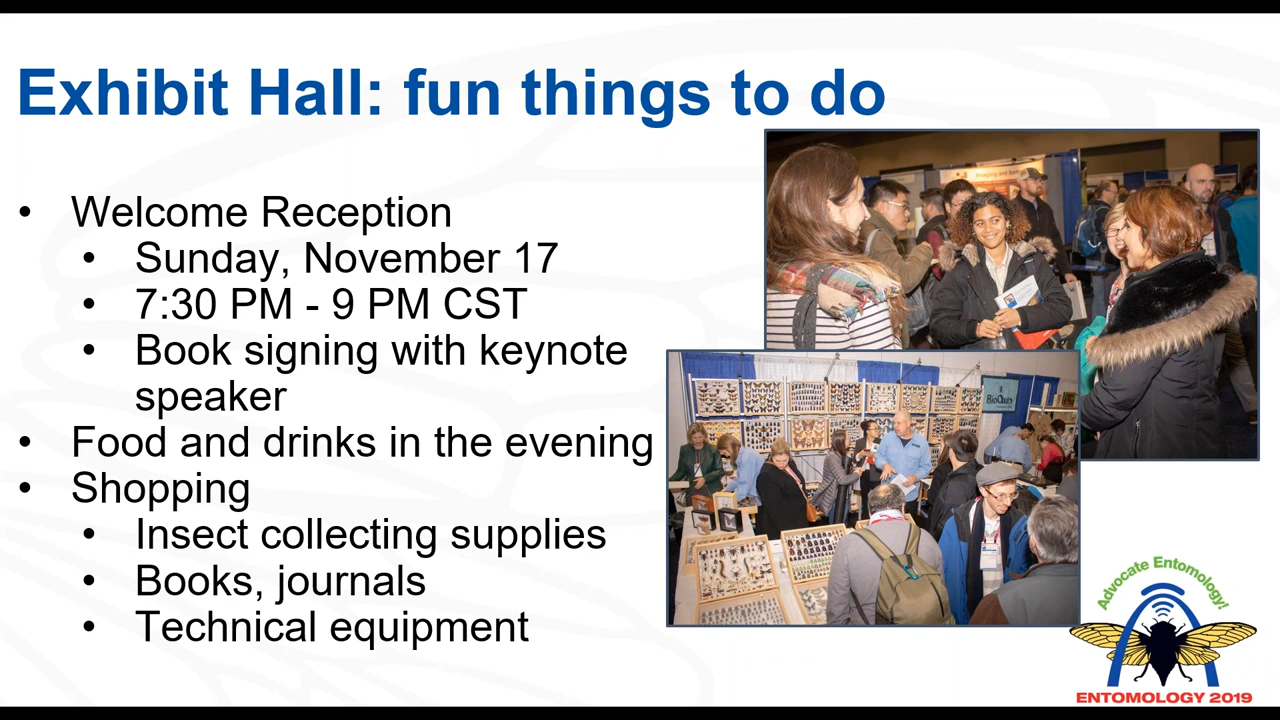 Exhibit Hall: fun things to do
• Welcome Reception
• Sunday, November 17
• 7:30 PM - 9 PM CST
• Book signing with keynote
speaker
• Food and drinks in the evening
• Shopping
• Insect collecting supplies
• Books, journals
• Technical equipment
BioQuip
Advocate Entomology!
ENTOMOLOGY 2019